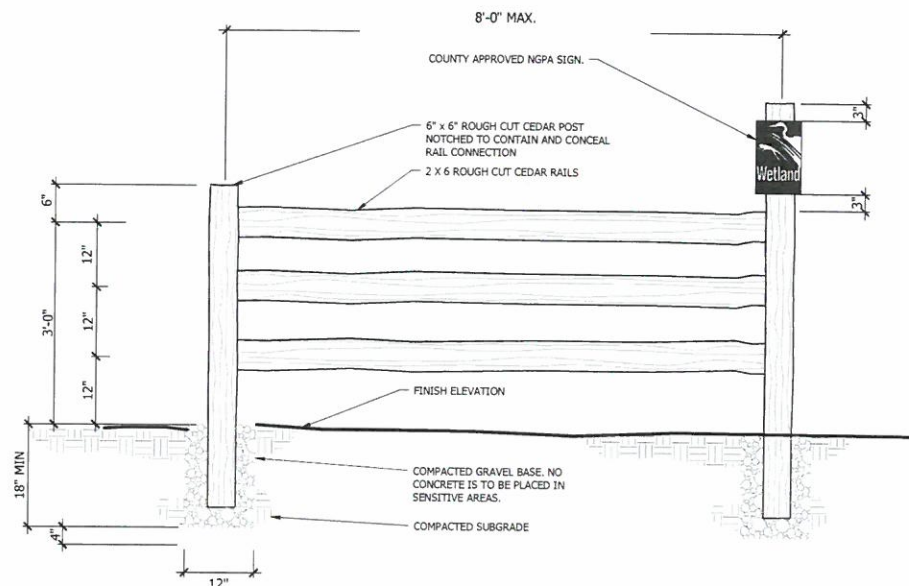 8'-0" MAX.
COUNTY APPROVED NGPA SIGN.
3"
6" x 6" ROUGH CUT CEDAR POST
NOTCHED TO CONTAIN AND CONCEAL
RAIL CONNECTION
2 X 6 ROUGH CUT CEDAR RAILS
Wetland
6"
3"
12"
12"
3'-0"
12"
FINISH ELEVATION
18" MIN
COMPACTED GRAVEL BASE. NO
CONCRETE IS TO BE PLACED IN
SENSITIVE AREAS.
COMPACTED SUBGRADE
4"
12"